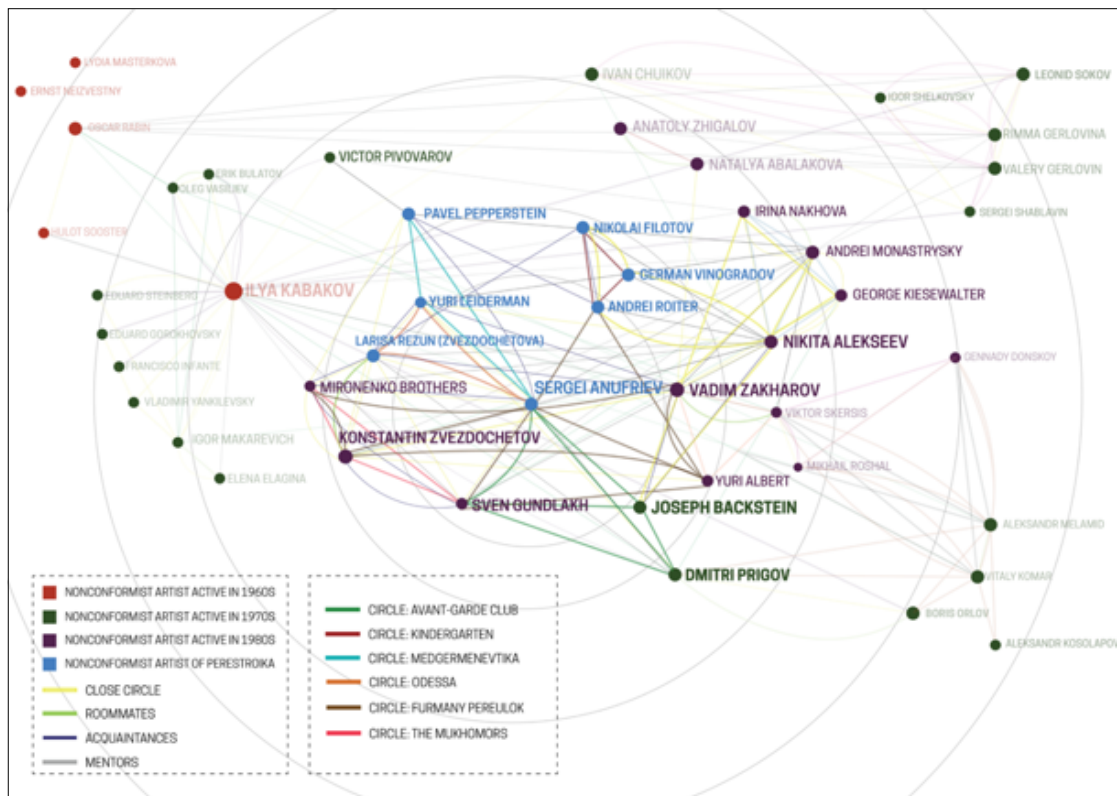 LYDIA MASTERKOVA
ERNST NEIZVESTNY
OSCAR RABIN
IVAN CHUIKOV
LEONID SOKOV
IGOR SHELKOVSKY
ANATOLY ZHIGALOV
RIMMA GERLOVINA
VICTOR PIVOVAROV
NATALYA ABALAKOVA
VALERY GERLOVIN
ERIK BULATOV
OLEG VASILIEV
PAVEL PEPPERSTEIN
IRINA NAKHOVA
SERGEI SHABLAVIN
HULOT SOOSTER
NIKOLAI FILOTOV
ANDREI MONASTRYSKY
GERMAN VINOGRADOV
ILYA KABAKOV
EDUARD STEINBERG
YURI LEIDERMAN
ANDREI ROITER
GEORGE KIESEWALTER
EDUARD GOROKHOVSKY
LARISA REZUN (ZVEZDOCHETOVA)
NIKITA ALEKSEEV
GENNADY DONSKOY
FRANCISCO INFANTE
MIRONENKO BROTHERS
SERGEI ANUFRIEV
VADIM ZAKHAROV
VLADIMIR YANKILEVSKY
VIKTOR SKERSIS
IGOR MAKAREVICH
KONSTANTIN ZVEZDOCHETOV
MIKHAIL ROSHAL
ELENA ELAGINA
YURI ALBERT
SVEN GUNDLAKH
JOSEPH BACKSTEIN
ALEKSANDR MELAMID
DMITRI PRIGOV
VITALY KOMAR
BORIS ORLOV
ALEKSANDR KOSOLAPOV
NONCONFORMIST ARTIST ACTIVE IN 1960S
NONCONFORMIST ARTIST ACTIVE IN 1970S
NONCONFORMIST ARTIST ACTIVE IN 1980S
NONCONFORMIST ARTIST OF PERESTROIKA
CLOSE CIRCLE
ROOMMATES
ACQUAINTANCES
MENTORS
CIRCLE: AVANT-GARDE CLUB
CIRCLE: KINDERGARTEN
CIRCLE: MEDGERMENEVTIKA
CIRCLE: ODESSA
CIRCLE: FURMANY PEREULOK
CIRCLE: THE MUKHOMORS